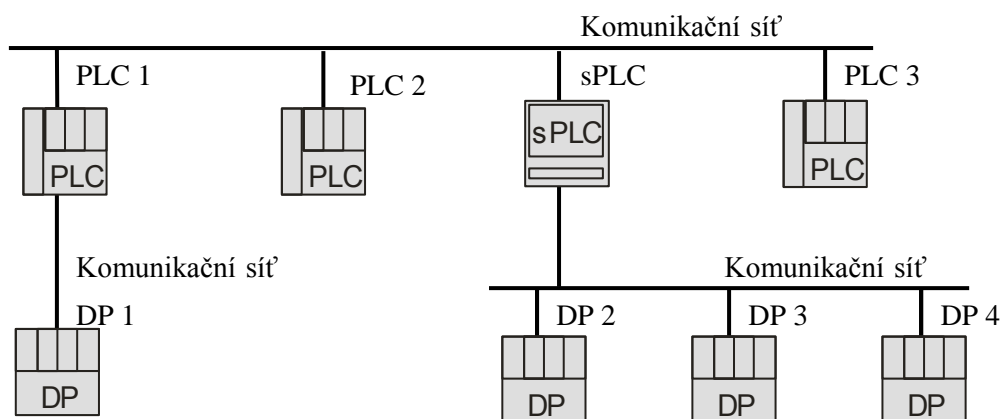 Komunikační síť
PLC 1
PLC 2
sPLC
PLC 3
PLC
PLC
sPLC
PLC
Komunikační síť
Komunikační síť
DP 1
DP 2
DP 3
DP 4
DP
DP
DP
DP